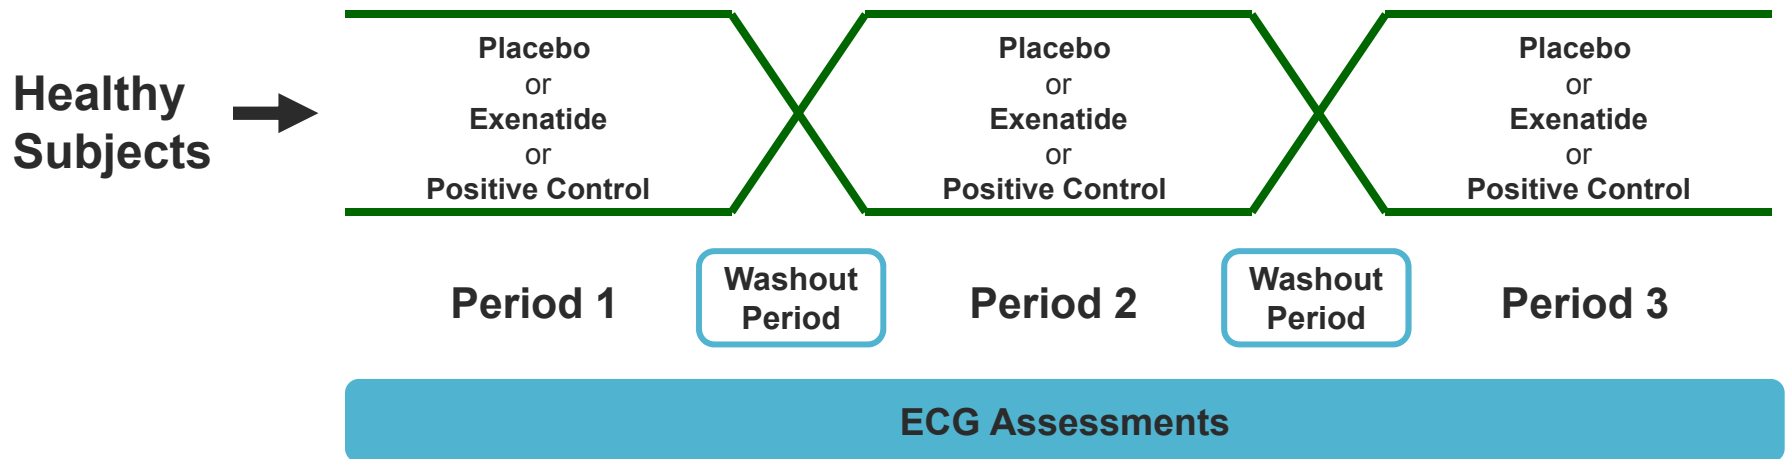 Healthy
Subjects
Placebo
or
Exenatide
or
Positive Control
Placebo
or
Exenatide
or
Positive Control
Placebo
or
Exenatide
or
Positive Control
Period 1
Washout
Period
Period 2
Washout
Period
Period 3
ECG Assessments